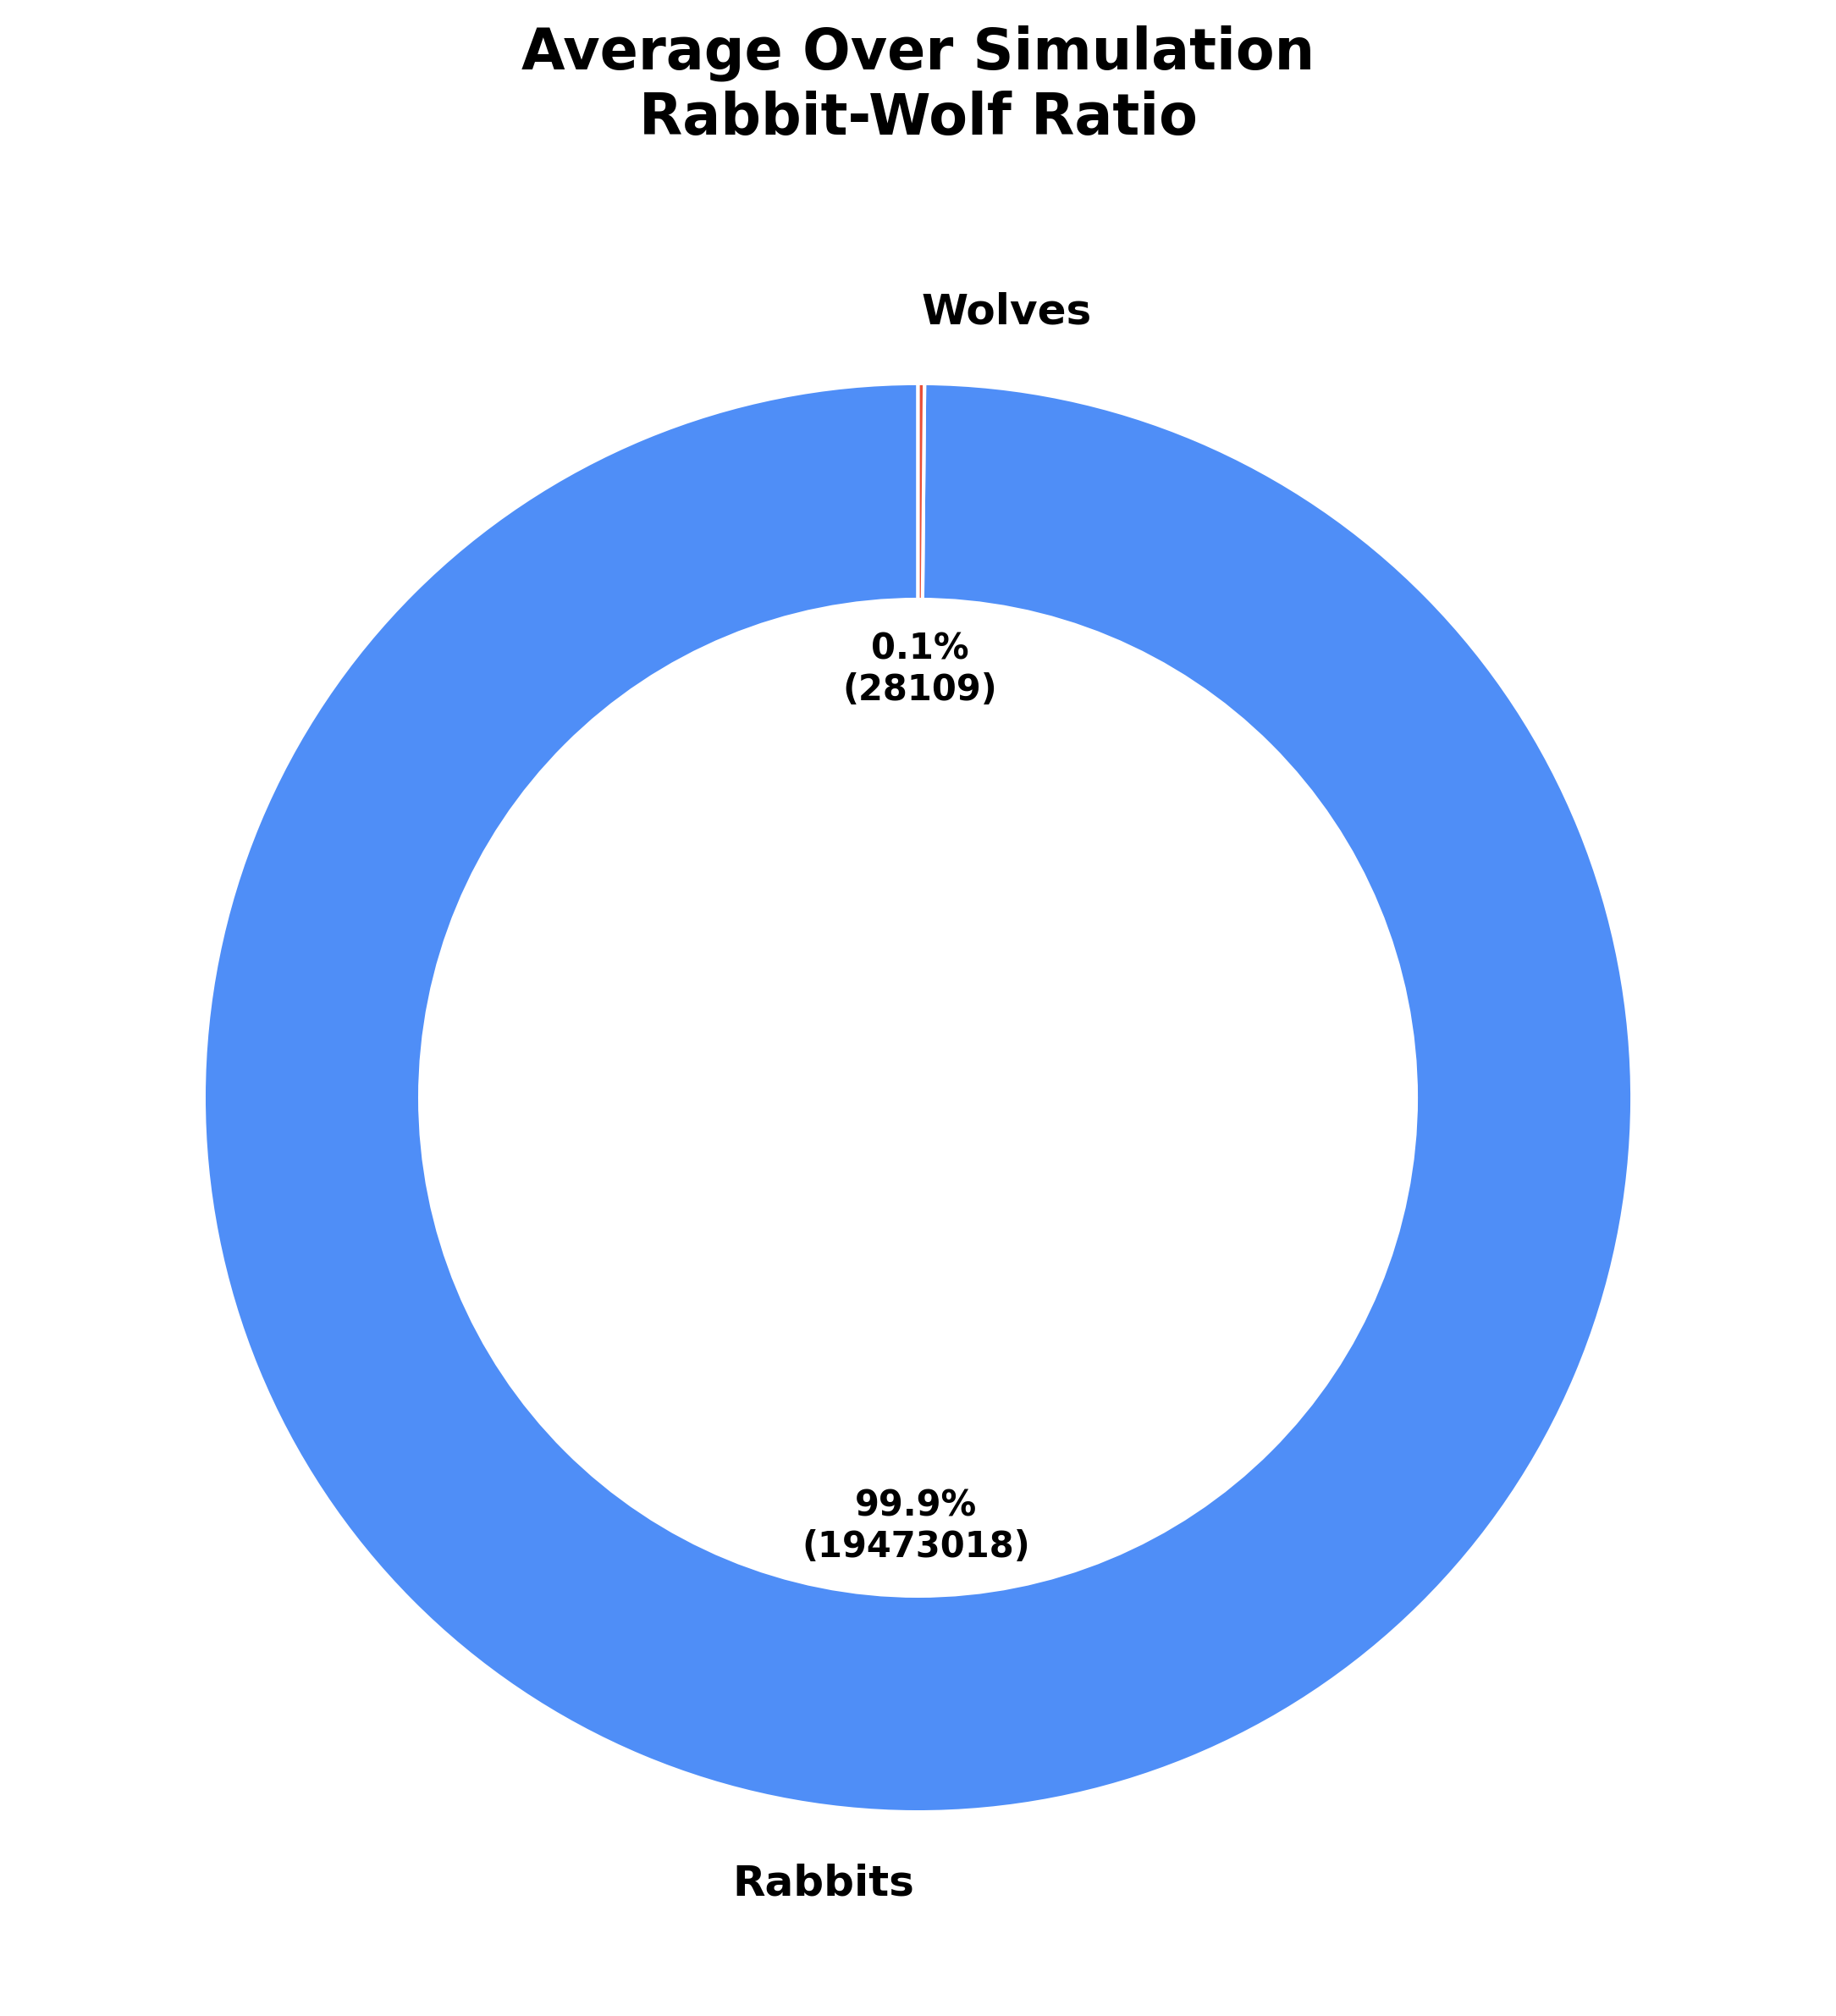 Average Over Simulation
Rabbit-Wolf Ratio
Wolves
0.1%
(28109)
99.9%
(19473018)
Rabbits